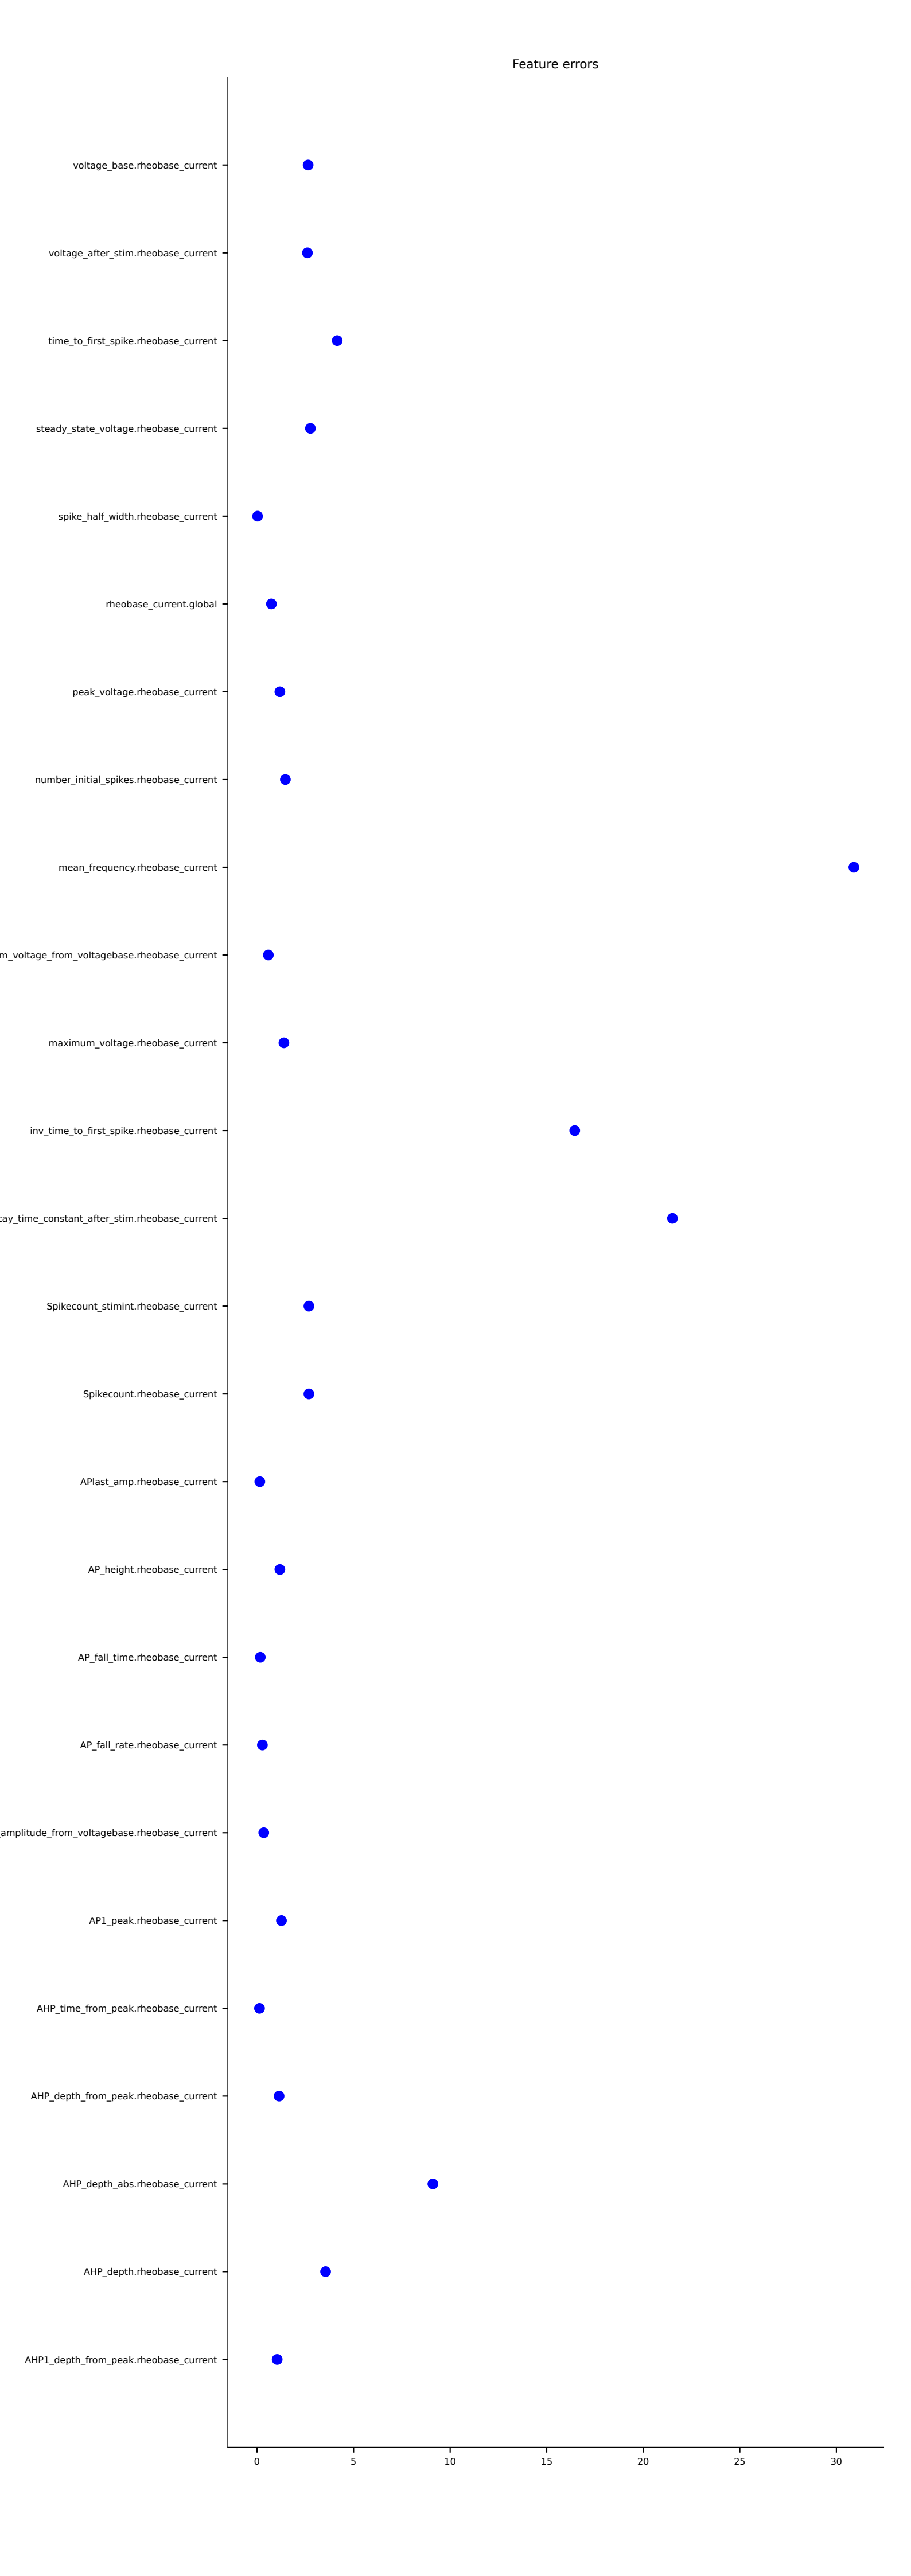 Feature errors
voltage_base.rheobase_current
voltage_after_stim.rheobase_current
time_to_first_spike.rheobase_current
steady_state_voltage.rheobase_current
spike_half_width.rheobase_current
rheobase_current.global
peak_voltage.rheobase_current
number_initial_spikes.rheobase_current
mean_frequency.rheobase_current
m_voltage_from_voltagebase.rheobase_current
maximum_voltage.rheobase_current
inv_time_to_first_spike.rheobase_current
cay_time_constant_after_stim.rheobase_current
Spikecount_stimint.rheobase_current
Spikecount.rheobase_current
APlast_amp.rheobase_current
AP_height.rheobase_current
AP_fall_time.rheobase_current
AP_fall_rate.rheobase_current
_amplitude_from_voltagebase.rheobase_current
AP1_peak.rheobase_current
AHP_time_from_peak.rheobase_current
AHP_depth_from_peak.rheobase_current
AHP_depth_abs.rheobase_current
AHP_depth.rheobase_current
AHP1_depth_from_peak.rheobase_current
0 5 10 15 20 25 30